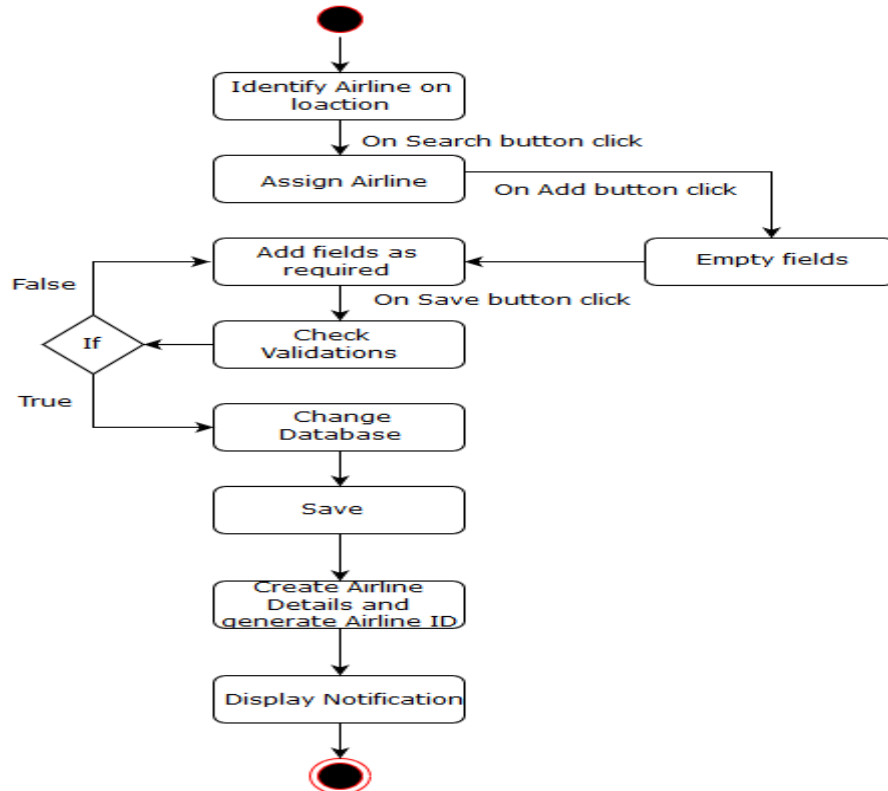 Identify Airline on
loaction
On Search button click
Assign Airline
On Add button click
Empty fields
Add fields as
required
False
On Save button click
Check
Validations
If
True
Change
Database
Save
Create Airline
Details and
generate Airline ID
Display Notification